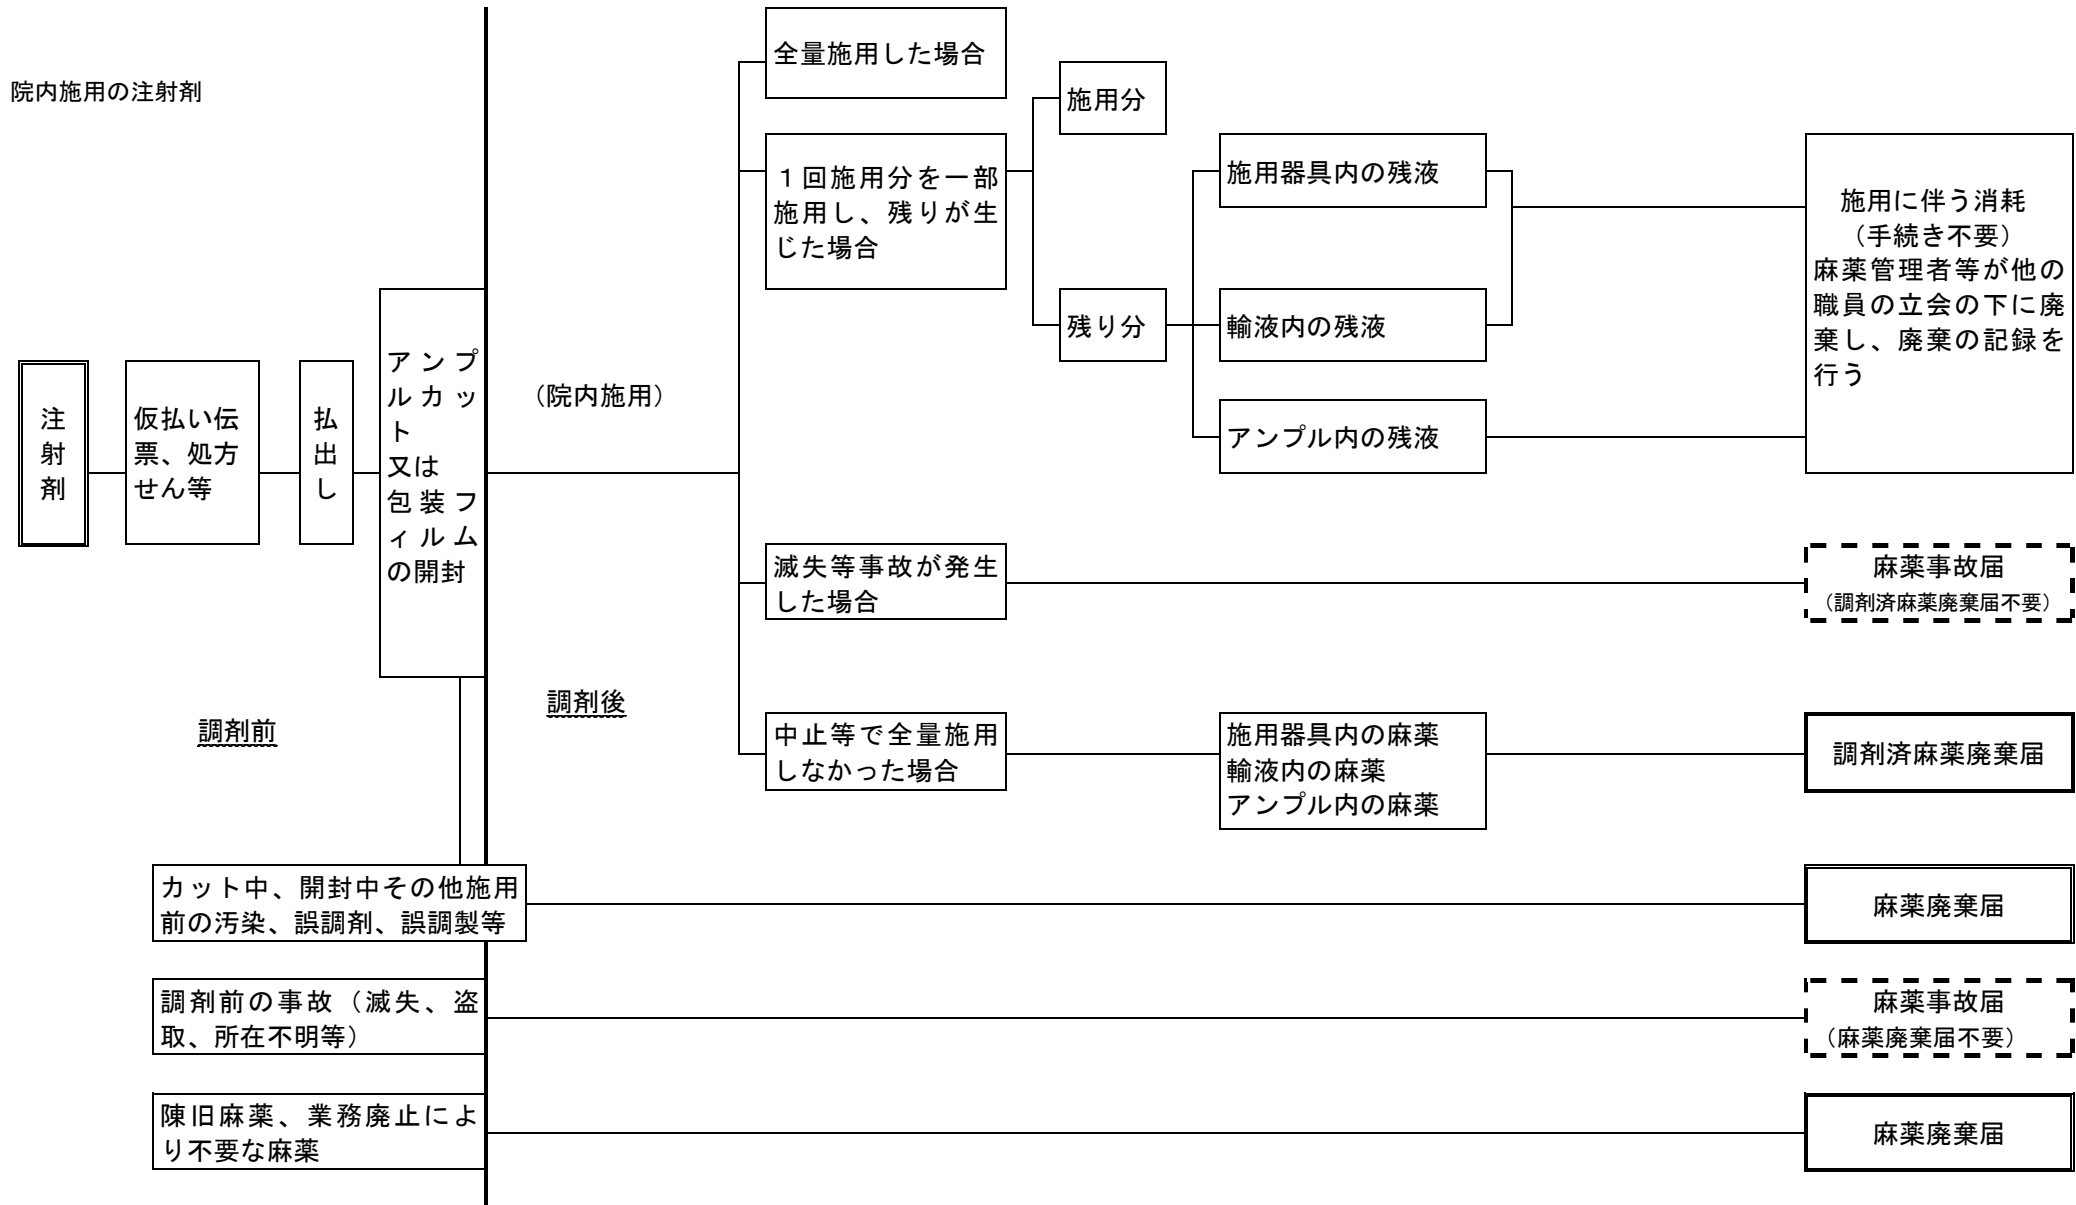 院内施用の注射剤
注
射
剤
仮払い伝
票、処方
せん等
払
出
し
アンプ
ルカッ
ト
又は
包装フ
ィルム
の開封
調剤前
（院内施用）
調剤後
全量施用した場合
１回施用分を一部
施用し、残りが生
じた場合
施用分
残り分
施用器具内の残液
輸液内の残液
アンプル内の残液
施用に伴う消耗
（手続き不要）
麻薬管理者等が他の
職員の立会の下に廃
棄し、廃棄の記録を
行う
滅失等事故が発生
した場合
麻薬事故届
（調剤済麻薬廃棄届不要）
中止等で全量施用
しなかった場合
施用器具内の麻薬
輸液内の麻薬
アンプル内の麻薬
調剤済麻薬廃棄届
カット中、開封中その他施用
前の汚染、誤調剤、誤調製等
麻薬廃棄届
調剤前の事故（滅失、盗
取、所在不明等）
麻薬事故届
（麻薬廃棄届不要）
陳旧麻薬、業務廃止によ
り不要な麻薬
麻薬廃棄届